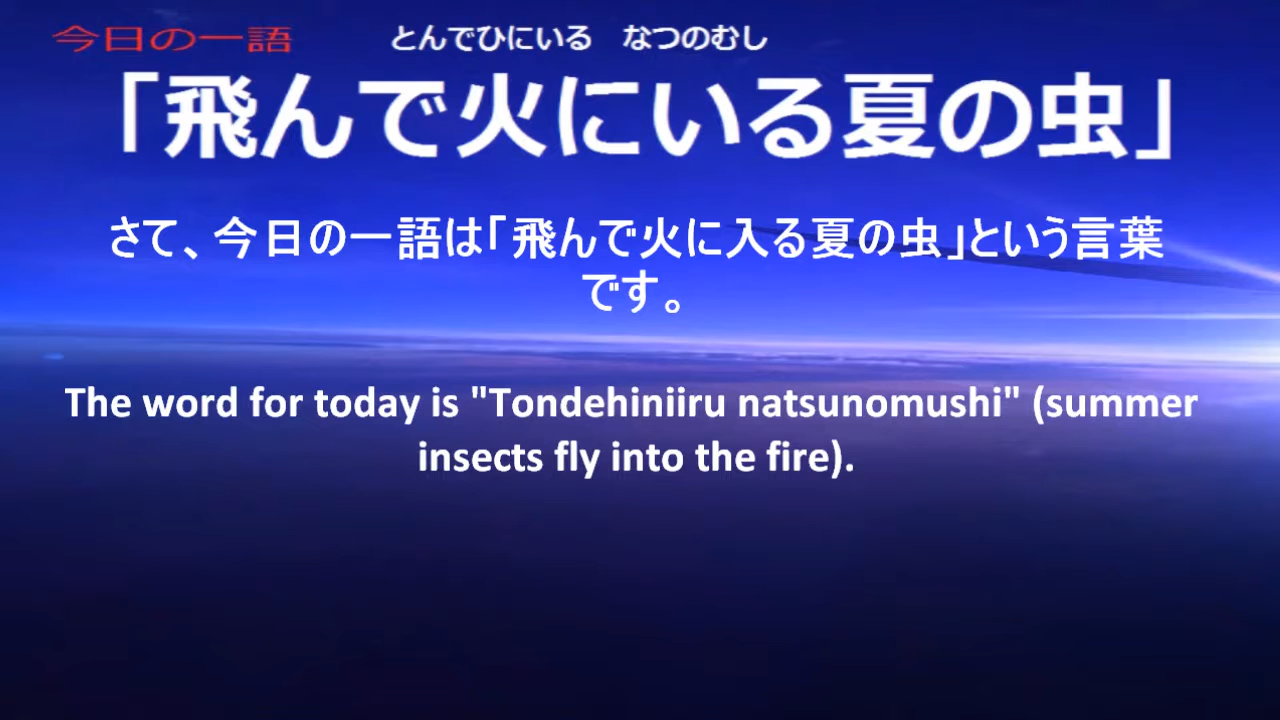 今日の一語
とんでひにいる なつのむし
「飛んで火にいる夏の虫」
さて、今日の一語は「飛んで火に入る夏の虫」という言葉
です。
The word for today is "Tondehiniiru natsunomushi" (summer
insects fly into the fire).